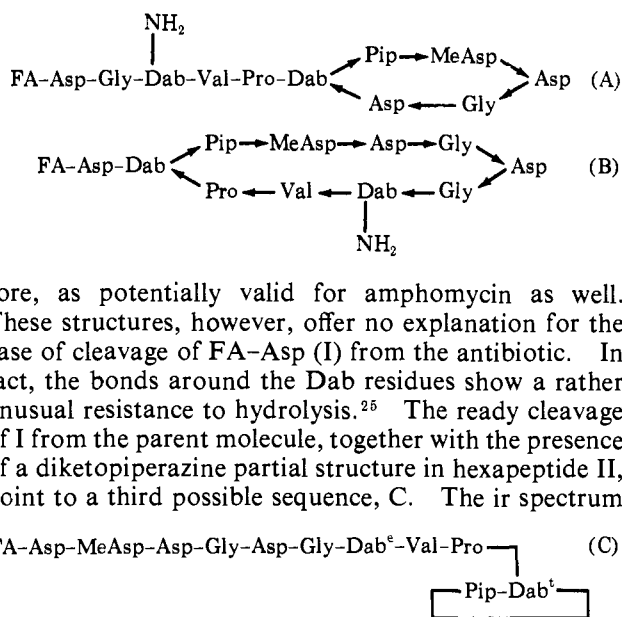 NH₂
FA–Asp–Gly–Dab–Val–Pro–Dab Pip→MeAsp Asp (A)
Asp←Gly
Pip→MeAsp→Asp→Gly
FA–Asp–Dab Asp (B)
Pro←Val←Dab←Gly
NH₂
ore, as potentially valid for amphomycin as well.
These structures, however, offer no explanation for the
ase of cleavage of FA–Asp (I) from the antibiotic. In
act, the bonds around the Dab residues show a rather
nusual resistance to hydrolysis.²⁵ The ready cleavage
f I from the parent molecule, together with the presence
f a diketopiperazine partial structure in hexapeptide II,
oint to a third possible sequence, C. The ir spectrum
FA–Asp–MeAsp–Asp–Gly–Asp–Gly–Dabᵉ–Val–Pro (C)
Pip–Dabᵗ